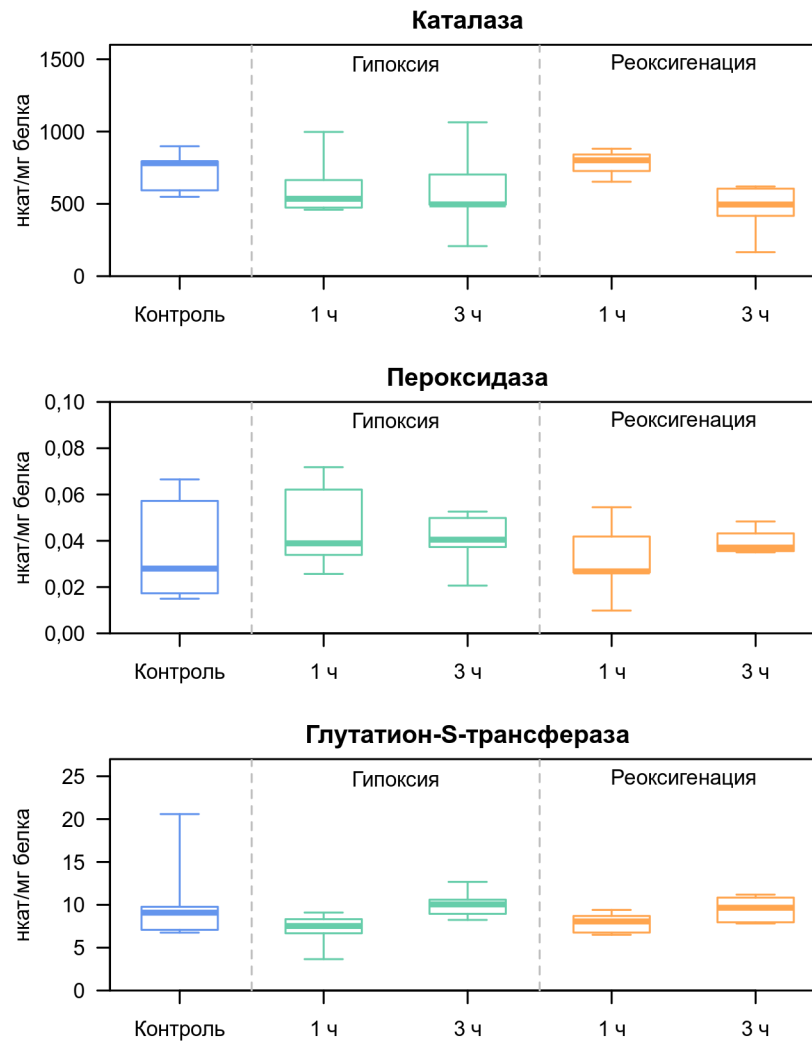 Каталаза
Гипоксия
Реоксигенация
нкат/мг белка
1500
1000
500
0
Контроль 1 ч 3 ч 1 ч 3 ч
Пероксидаза
Гипоксия
Реоксигенация
нкат/мг белка
0,10
0,08
0,06
0,04
0,02
0,00
Контроль 1 ч 3 ч 1 ч 3 ч
Глутатион-S-трансфераза
Гипоксия
Реоксигенация
нкат/мг белка
25
20
15
10
5
0
Контроль 1 ч 3 ч 1 ч 3 ч